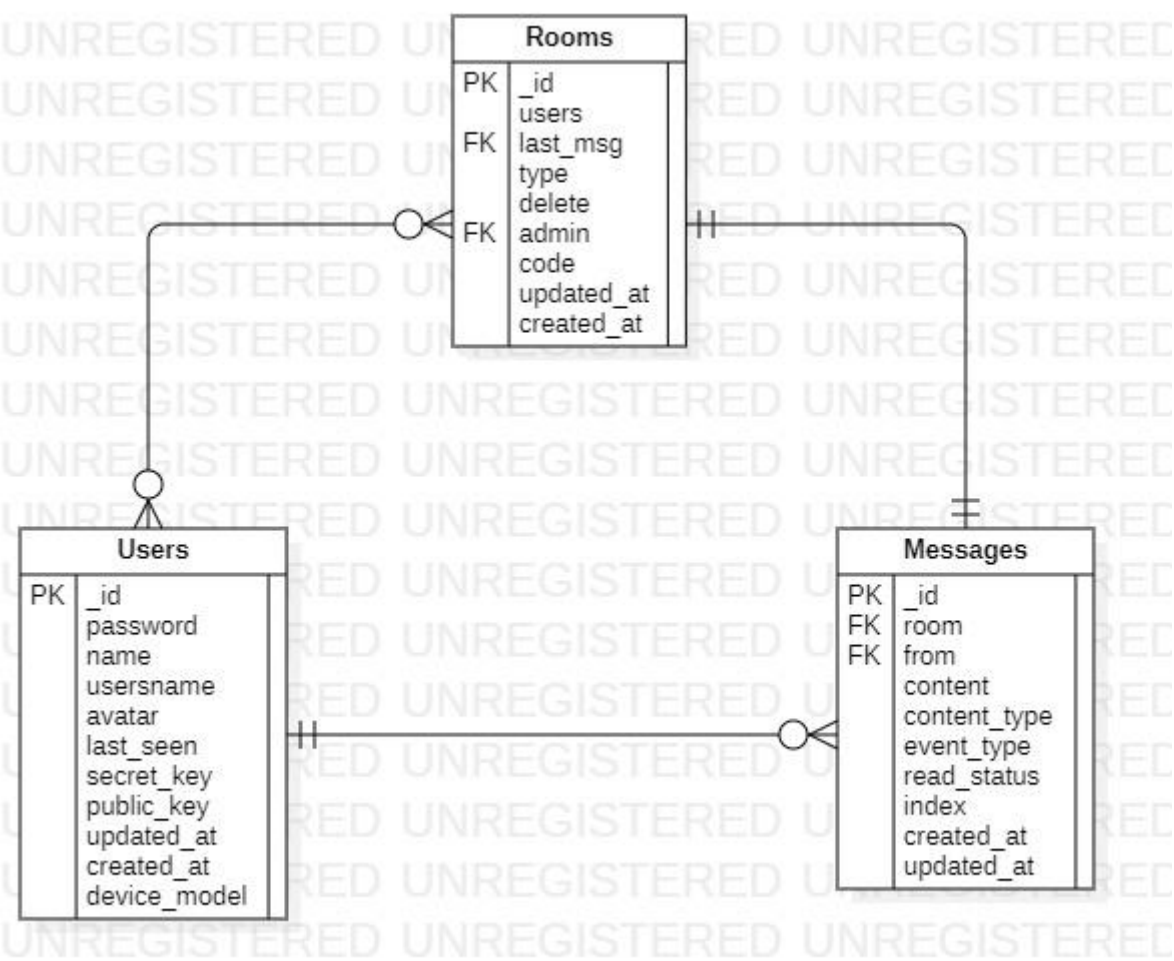 UNREGISTERED
Rooms
PK _id
users
FK last_msg
type
delete
FK admin
code
updated_at
created_at
Users
PK _id
password
name
usersname
avatar
last_seen
secret_key
public_key
updated_at
created_at
device_model
Messages
PK _id
FK room
FK from
content
content_type
event_type
read_status
index
created_at
updated_at